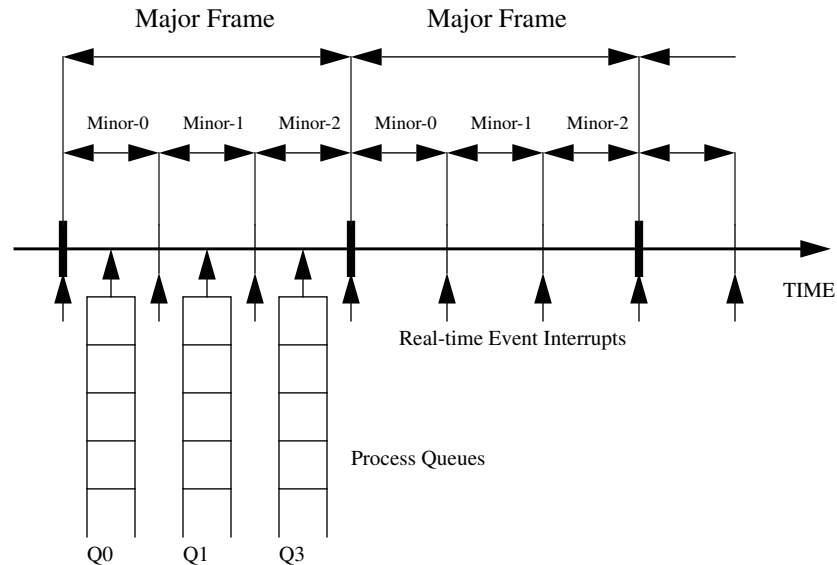 Major Frame
Major Frame
Minor-0
Minor-1
Minor-2
Minor-0
Minor-1
Minor-2
TIME
Real-time Event Interrupts
Process Queues
Q0
Q1
Q3